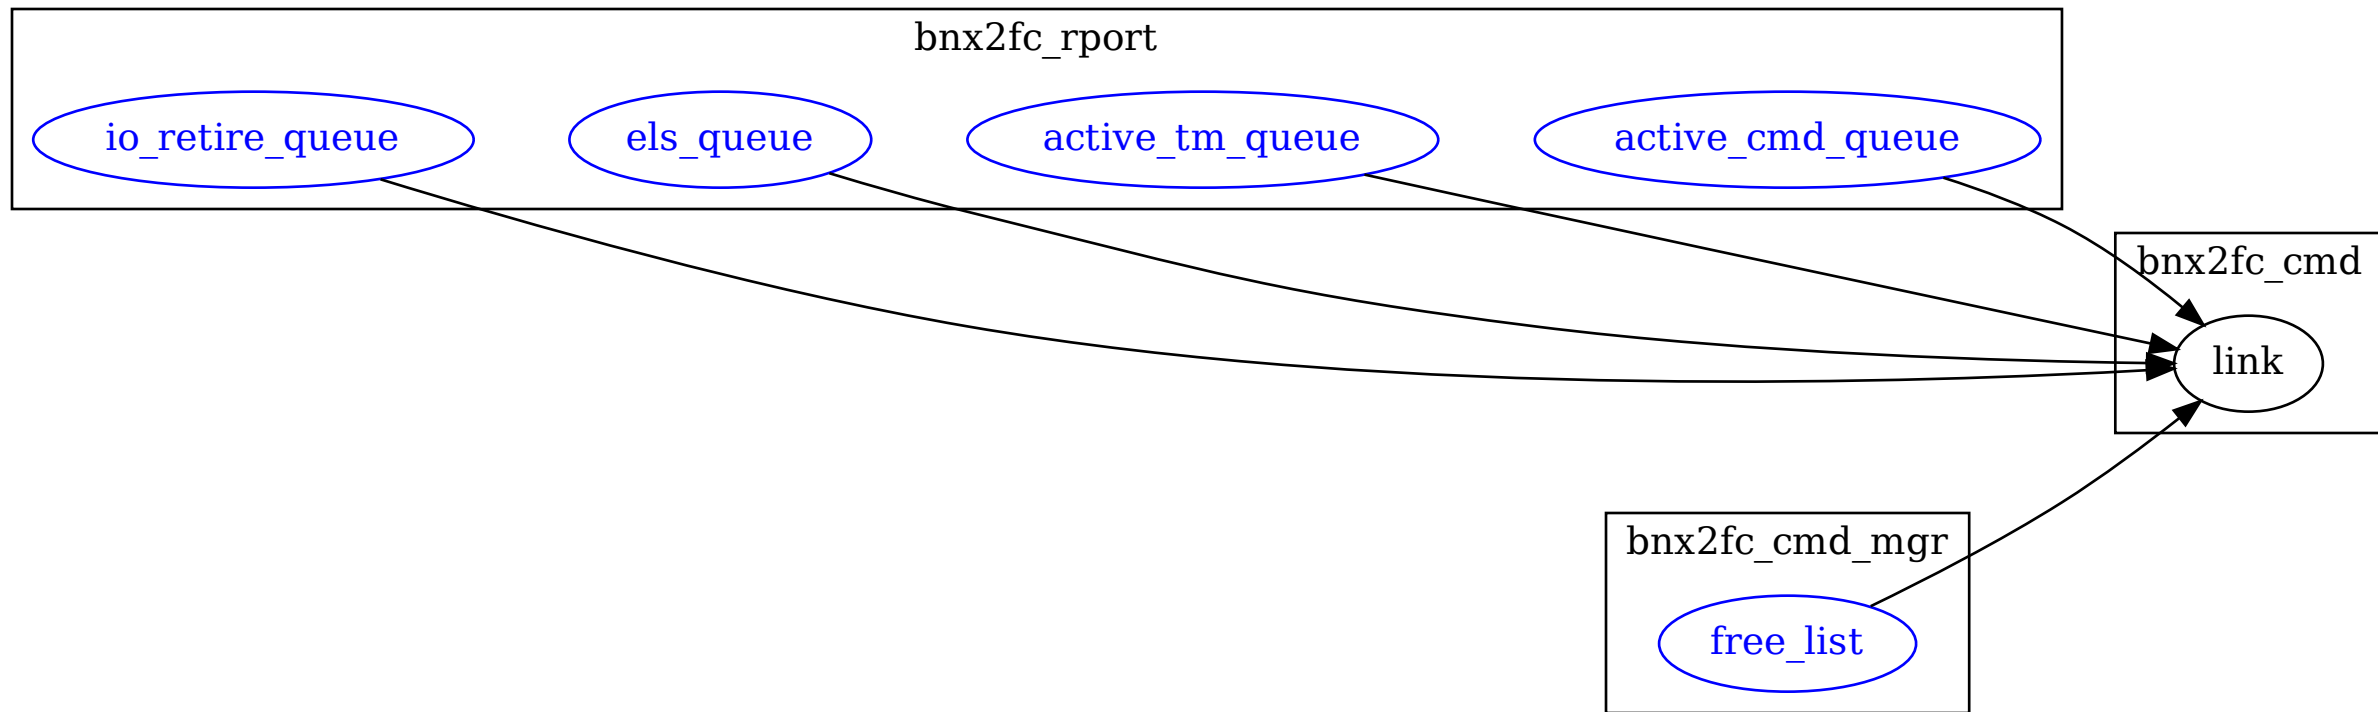 bnx2fc_rport
io_retire_queue
els_queue
active_tm_queue
active_cmd_queue
bnx2fc_cmd
link
bnx2fc_cmd_mgr
free_list